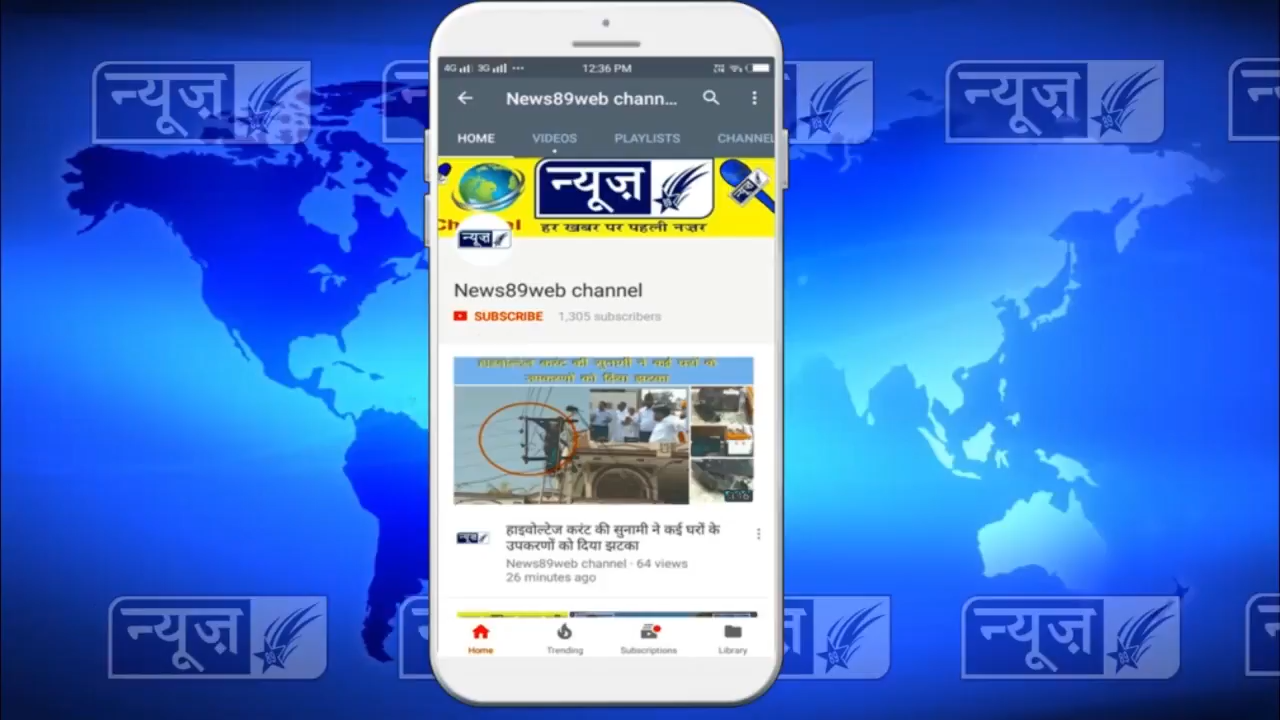 न्यूज़
न्यूज़
4G 3G 12:36 PM
News89web chann...
HOME VIDEOS PLAYLISTS CHANNEL
न्यूज़
हर खबर पर पहली नज़र
न्यूज़
News89web channel
SUBSCRIBE 1,305 subscribers
हाइवोल्टेज करंट की सुनामी ने कई घरों के
उपकरणों को दिया झटका
हाइवोल्टेज करंट की सुनामी ने कई घरों के
उपकरणों को दिया झटका
News89web channel · 64 views
26 minutes ago
Home Trending Subscriptions Library
न्यूज़
न्यूज़